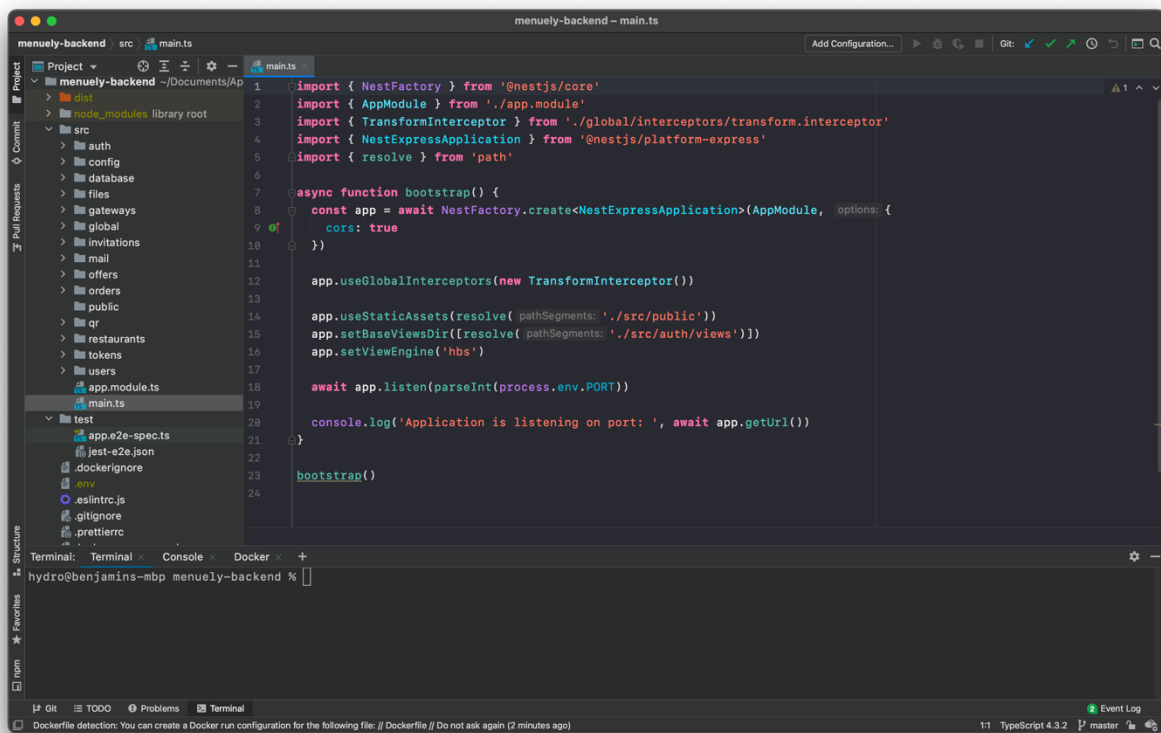 menuely-backend – main.ts
menuely-backend src main.ts
Add Configuration...
Git:
Project
main.ts
menuely-backend ~/Documents/Ap
dist
node_modules library root
src
auth
config
database
files
gateways
global
invitations
mail
offers
orders
public
qr
restaurants
tokens
users
app.module.ts
main.ts
test
app.e2e-spec.ts
jest-e2e.json
.dockerignore
.env
.eslintrc.js
.gitignore
.prettierrc
Project
Commit
Pull Requests
Structure
Favorites
npm
1 import { NestFactory } from '@nestjs/core'
2 import { AppModule } from './app.module'
3 import { TransformInterceptor } from './global/interceptors/transform.interceptor'
4 import { NestExpressApplication } from '@nestjs/platform-express'
5 import { resolve } from 'path'
6
7 async function bootstrap() {
8 const app = await NestFactory.create<NestExpressApplication>(AppModule, options: {
9 cors: true
10 })
11
12 app.useGlobalInterceptors(new TransformInterceptor())
13
14 app.useStaticAssets(resolve( pathSegments: './src/public'))
15 app.setBaseViewsDir([resolve( pathSegments: './src/auth/views')])
16 app.setViewEngine('hbs')
17
18 await app.listen(parseInt(process.env.PORT))
19
20 console.log('Application is listening on port: ', await app.getUrl())
21 }
22
23 bootstrap()
24
1
Terminal: Terminal Console Docker
hydro@benjamins-mbp menuely-backend %
Git TODO Problems Terminal
2 Event Log
Dockerfile detection: You can create a Docker run configuration for the following file: // Dockerfile // Do not ask again (2 minutes ago)
1:1 TypeScript 4.3.2 master